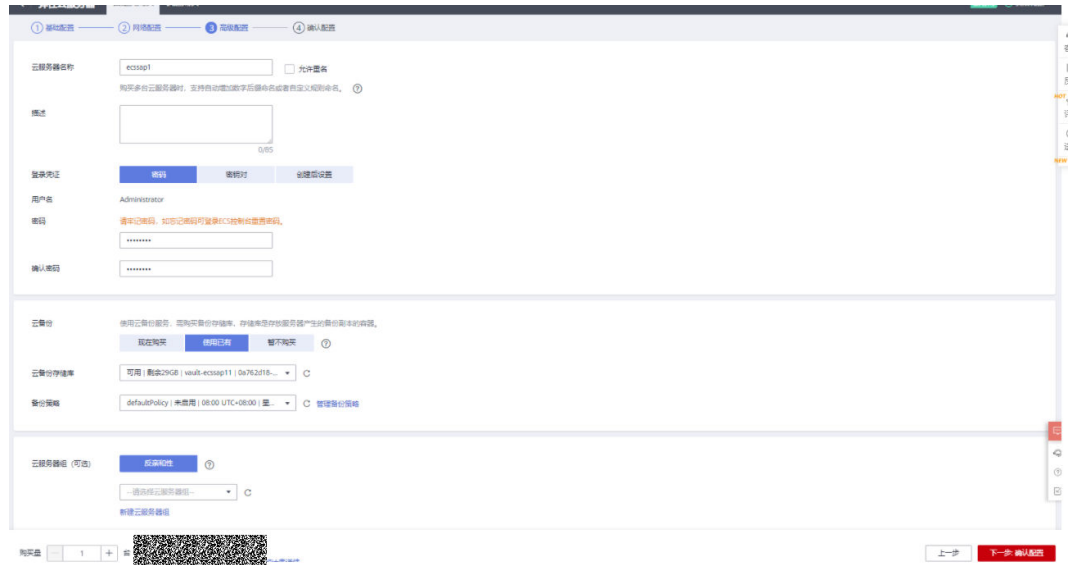 弹性云服务器
1 基础配置 2 网络配置 3 高级配置 4 确认配置
云服务器名称 ecssap1 允许重名
购买多台云服务器时，支持自动增加数字后缀命名或者自定义规则命名。
描述
0/85
登录凭证 密码 密钥对 创建后设置
用户名 Administrator
密码 请牢记密码，如忘记密码可登录ECS控制台重置密码。
********
确认密码 ********
云备份 使用云备份服务，需购买备份存储库，存储库是存放服务器产生的备份副本的容器。
现在购买 使用已有 暂不购买
云备份存储库 可用 | 剩余29GB | vault-ecssap11 | 0a762d18-...
备份策略 defaultPolicy | 未启用 | 08:00 UTC+08:00 | 星... 管理备份策略
云服务器组（可选） 反亲和性
--请选择云服务器组--
新建云服务器组
购买量 - 1 + 台
上一步 下一步: 确认配置